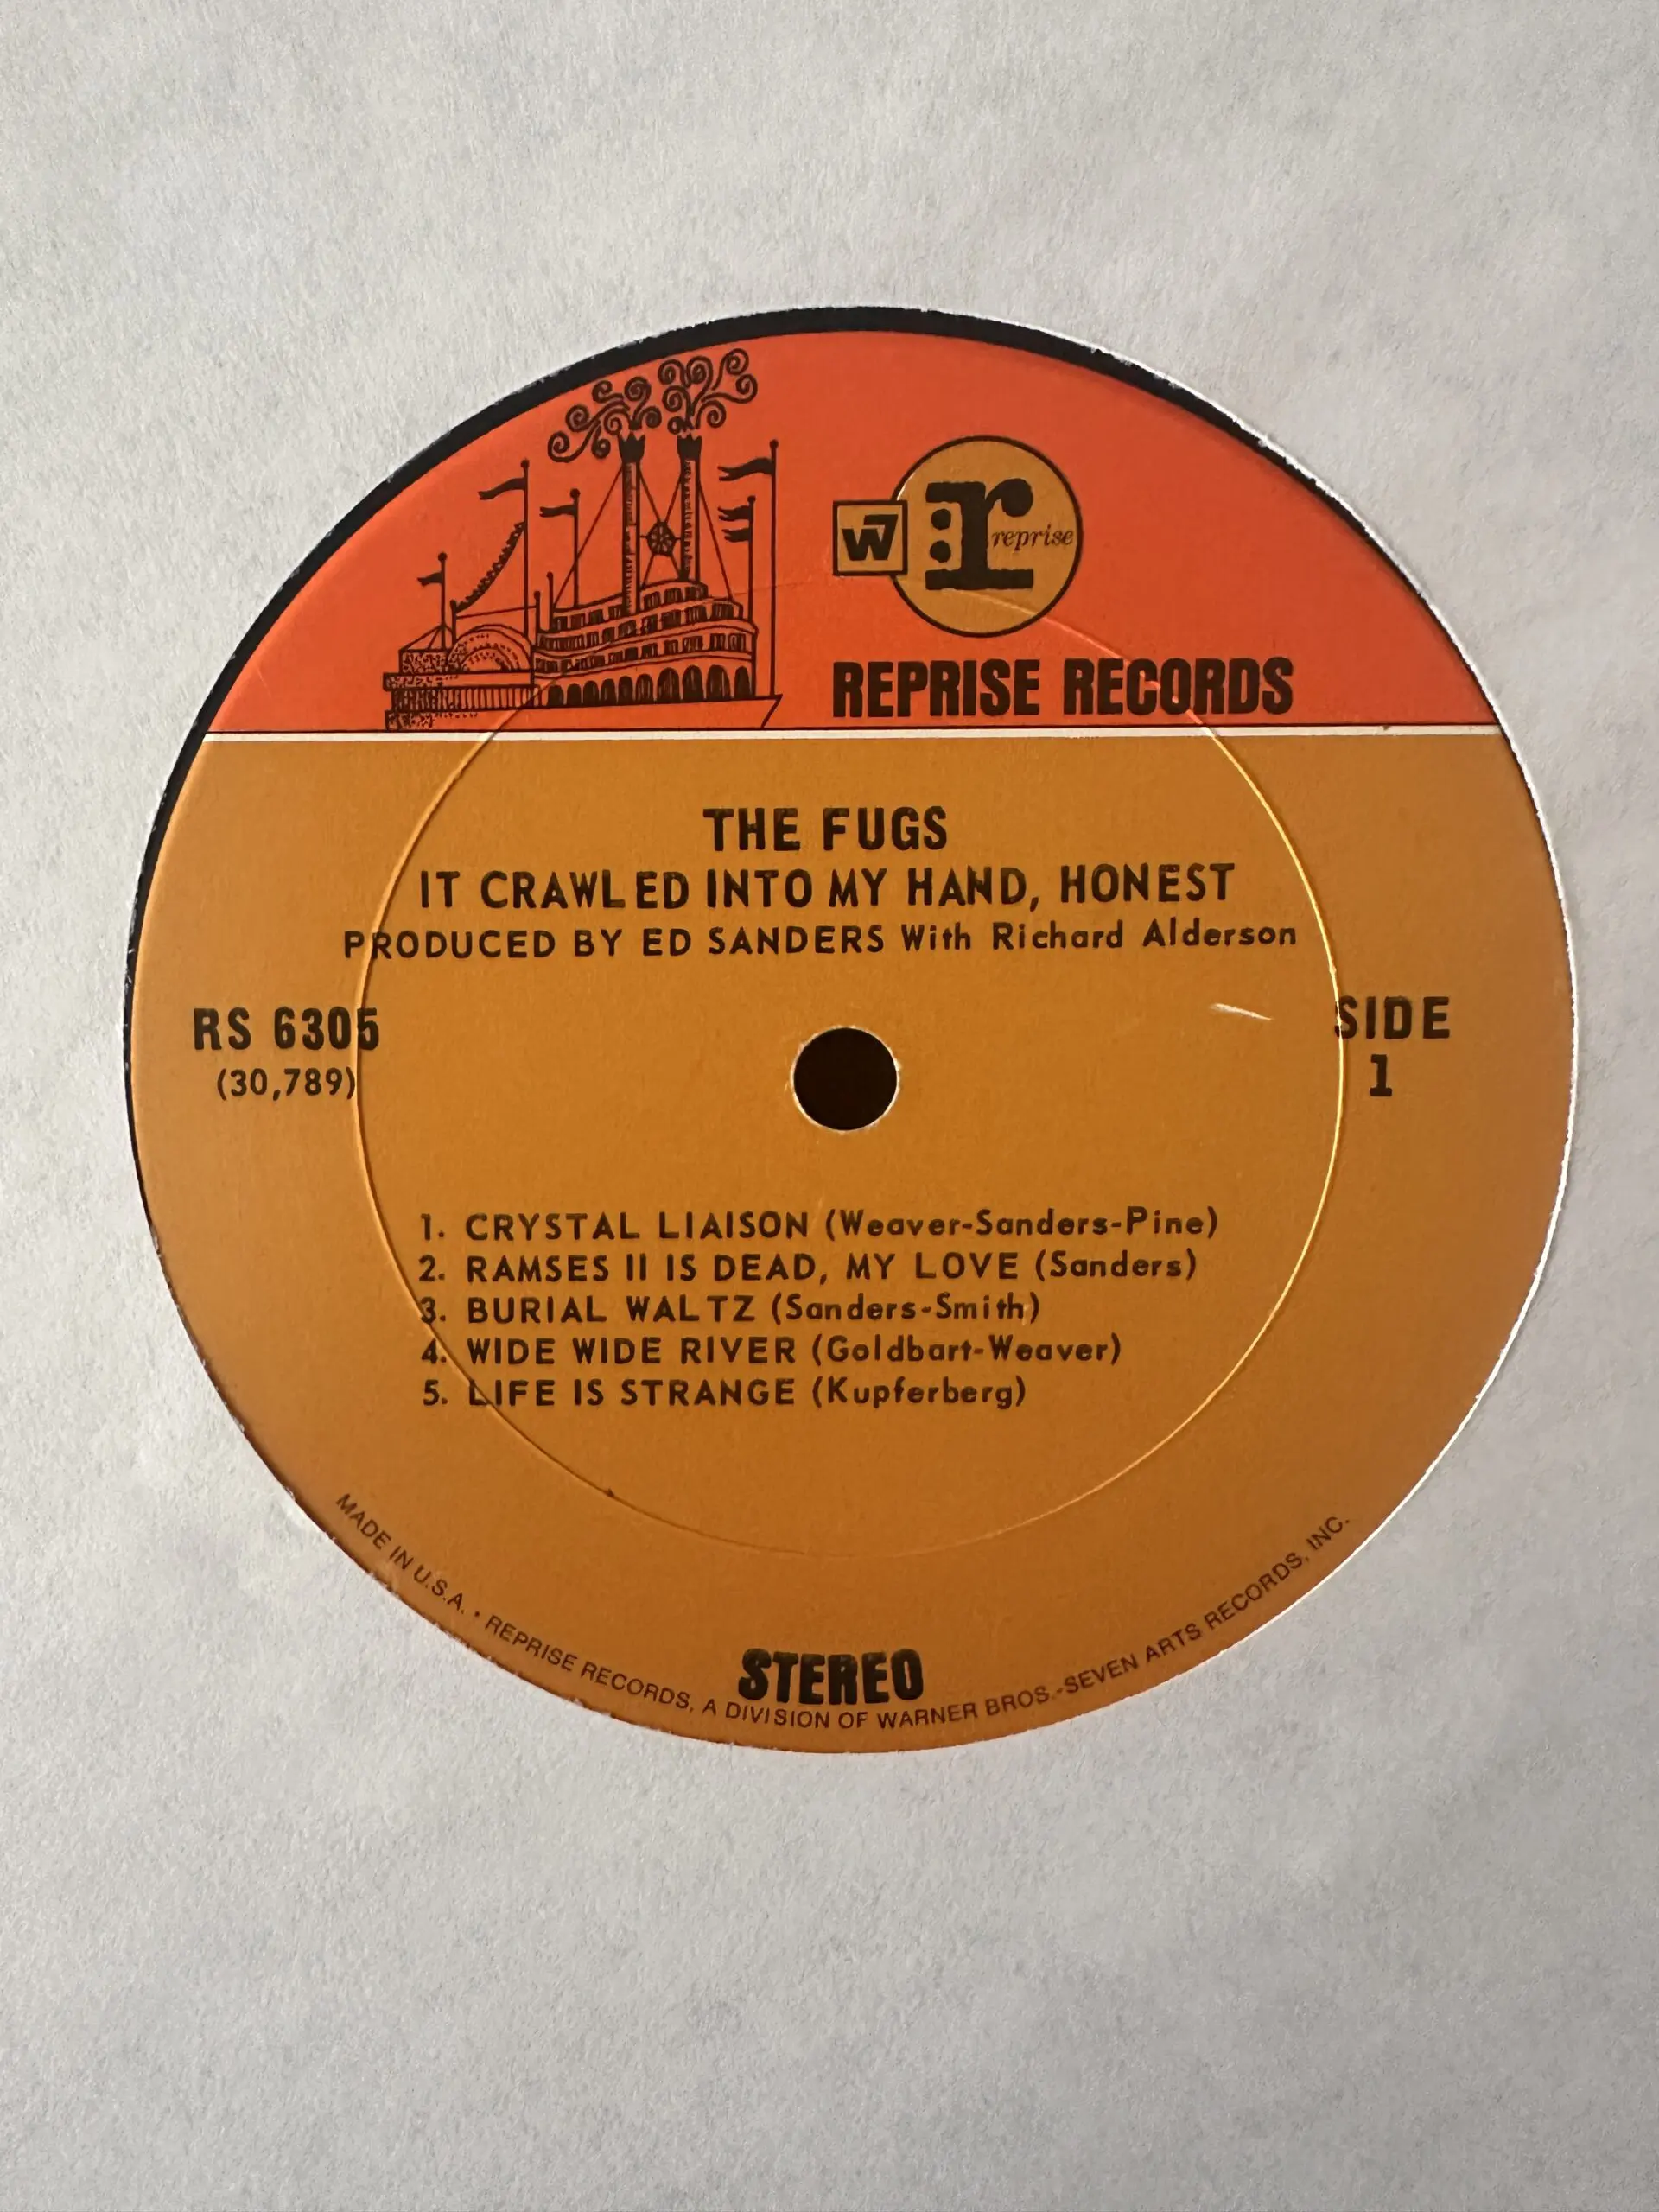 W7
r reprise
REPRISE RECORDS
THE FUGS
IT CRAWLED INTO MY HAND, HONEST
PRODUCED BY ED SANDERS With Richard Alderson
RS 6305
(30,789)
SIDE
1
1. CRYSTAL LIAISON (Weaver-Sanders-Pine)
2. RAMSES II IS DEAD, MY LOVE (Sanders)
3. BURIAL WALTZ (Sanders-Smith)
4. WIDE WIDE RIVER (Goldbart-Weaver)
5. LIFE IS STRANGE (Kupferberg)
STEREO
MADE IN U.S.A. • REPRISE RECORDS, A DIVISION OF WARNER BROS.-SEVEN ARTS RECORDS, INC.